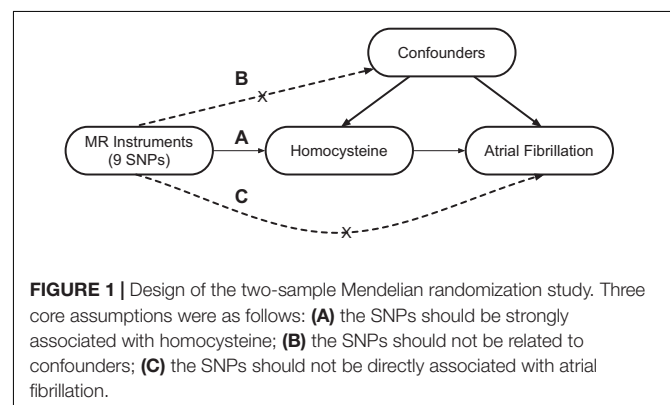 Confounders
B
X
MR Instruments
(9 SNPs)
A
Homocysteine
Atrial Fibrillation
C
X
FIGURE 1 | Design of the two-sample Mendelian randomization study. Three
core assumptions were as follows: (A) the SNPs should be strongly
associated with homocysteine; (B) the SNPs should not be related to
confounders; (C) the SNPs should not be directly associated with atrial
fibrillation.